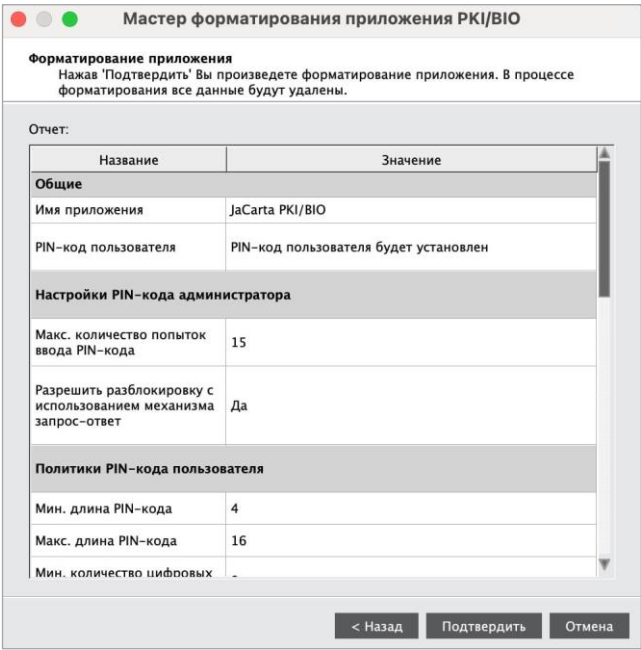 Мастер форматирования приложения PKI/BIO
Форматирование приложения
Нажав 'Подтвердить' Вы произведете форматирование приложения. В процессе
форматирования все данные будут удалены.
Отчет:
Название Значение
Общие
Имя приложения JaCarta PKI/BIO
PIN-код пользователя PIN-код пользователя будет установлен
Настройки PIN-кода администратора
Макс. количество попыток
ввода PIN-кода 15
Разрешить разблокировку с
использованием механизма Да
запрос-ответ
Политики PIN-кода пользователя
Мин. длина PIN-кода 4
Макс. длина PIN-кода 16
Мин. количество цифровых
< Назад Подтвердить Отмена